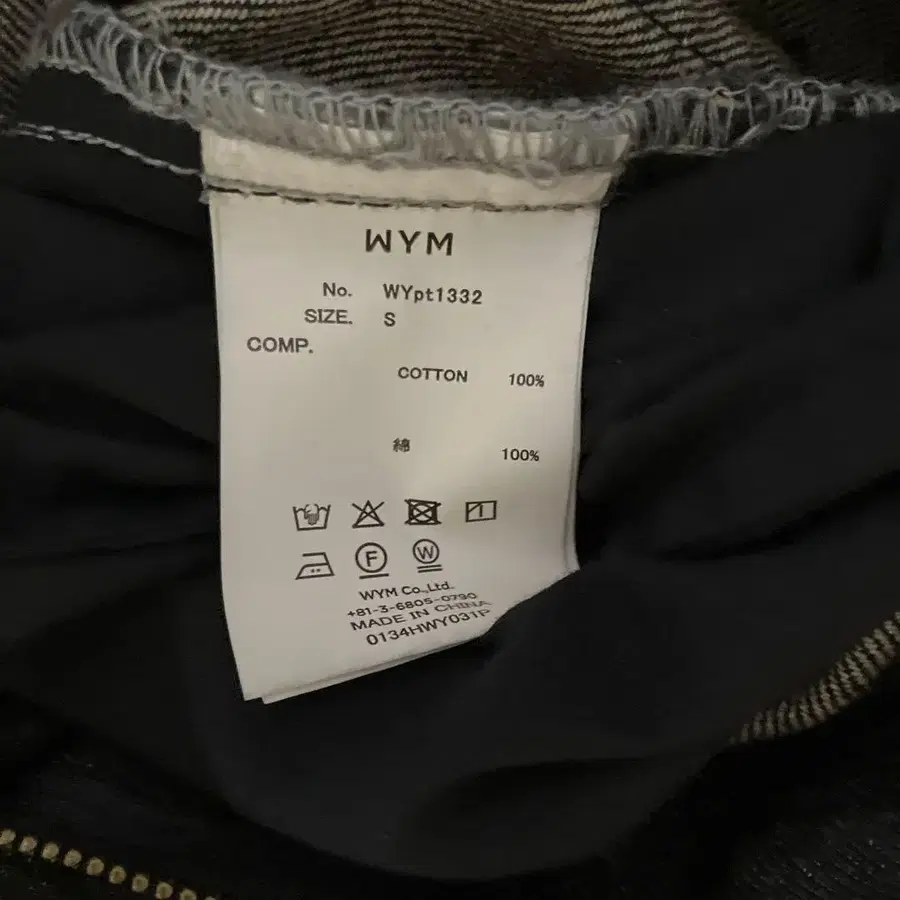 WYM
No. WYpt1332
SIZE. S
COMP.
COTTON 100%
綿 100%
F W
WYM Co.,Ltd.
+81-3-6805-0790
MADE IN CHINA
0134HWY031P